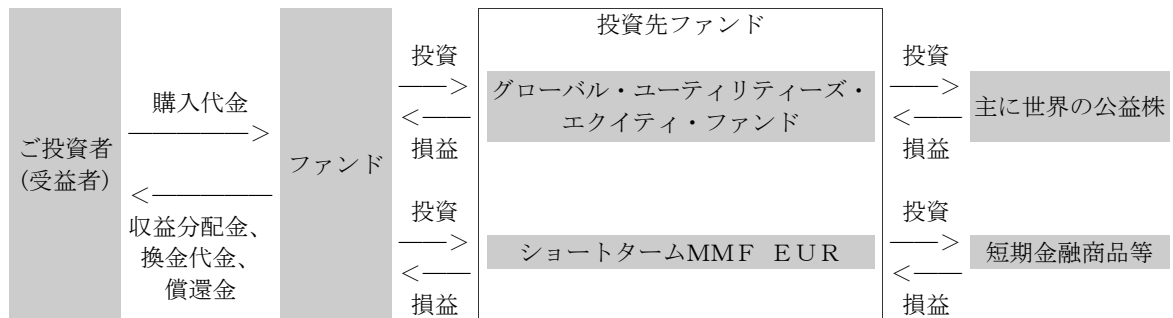 ご投資者
(受益者)
購入代金
――――――>
<――――――
収益分配金、
換金代金、
償還金
ファンド
投資
――>
<――
損益
投資
――>
<――
損益
投資先ファンド
グローバル・ユーティリティーズ・
エクイティ・ファンド
ショートタームMMF EUR
投資
――>
<――
損益
投資
――>
<――
損益
主に世界の公益株
短期金融商品等